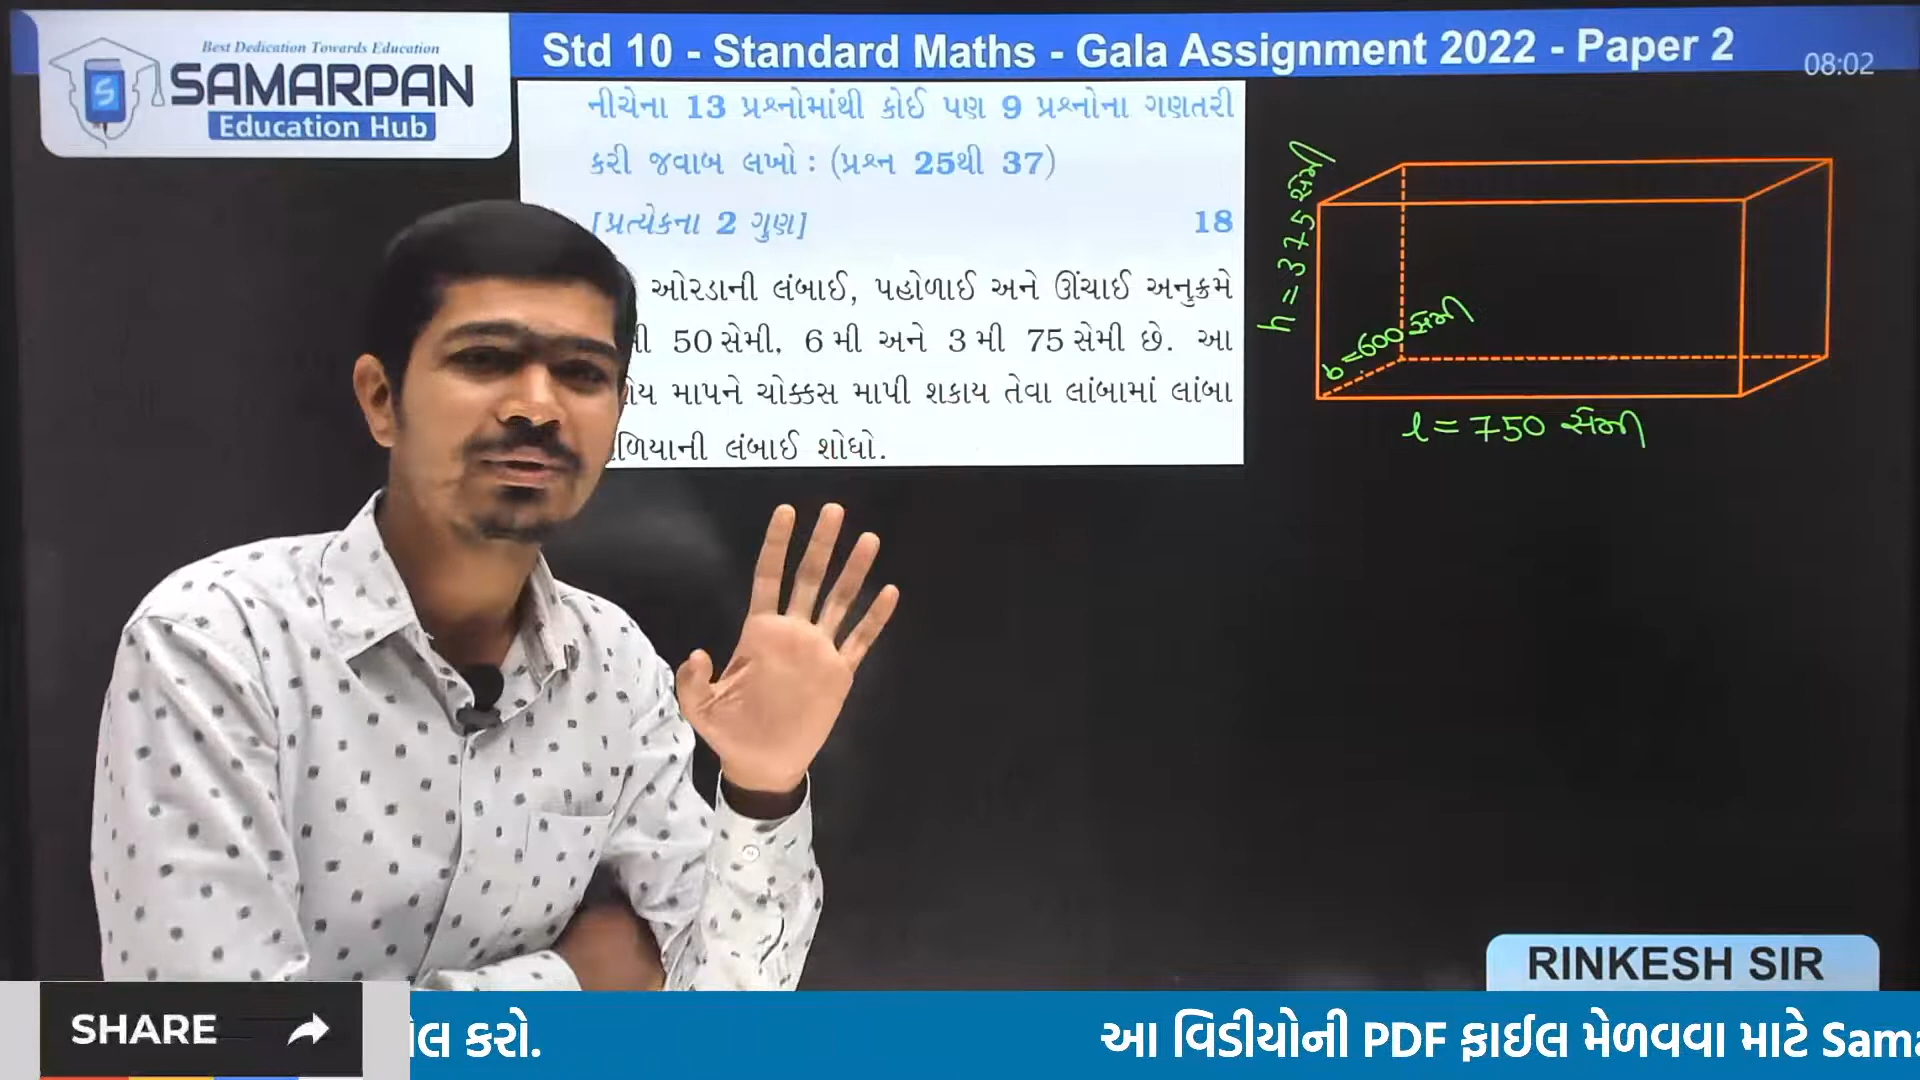 Best Dedication Towards Education
SAMARPAN
Education Hub
Std 10 - Standard Maths - Gala Assignment 2022 - Paper 2
08:02
નીચેના 13 પ્રશ્નોમાંથી કોઈ પણ 9 પ્રશ્નોના ગણતરી
કરી જવાબ લખો : (પ્રશ્ન 25થી 37)
[પ્રત્યેકના 2 ગુણ] 18
ઓરડાની લંબાઈ, પહોળાઈ અને ઊંચાઈ અનુક્રમે
50 સેમી, 6 મી અને 3 મી 75 સેમી છે. આ
માપને ચોક્કસ માપી શકાય તેવા લાંબામાં લાંબા
લંબાઈ શોધો.
h = 375 સેમી
b = 600 સેમી
l = 750 સેમી
RINKESH SIR
SHARE
કરો.
આ વિડીયોની PDF ફાઈલ મેળવવા માટે Sama